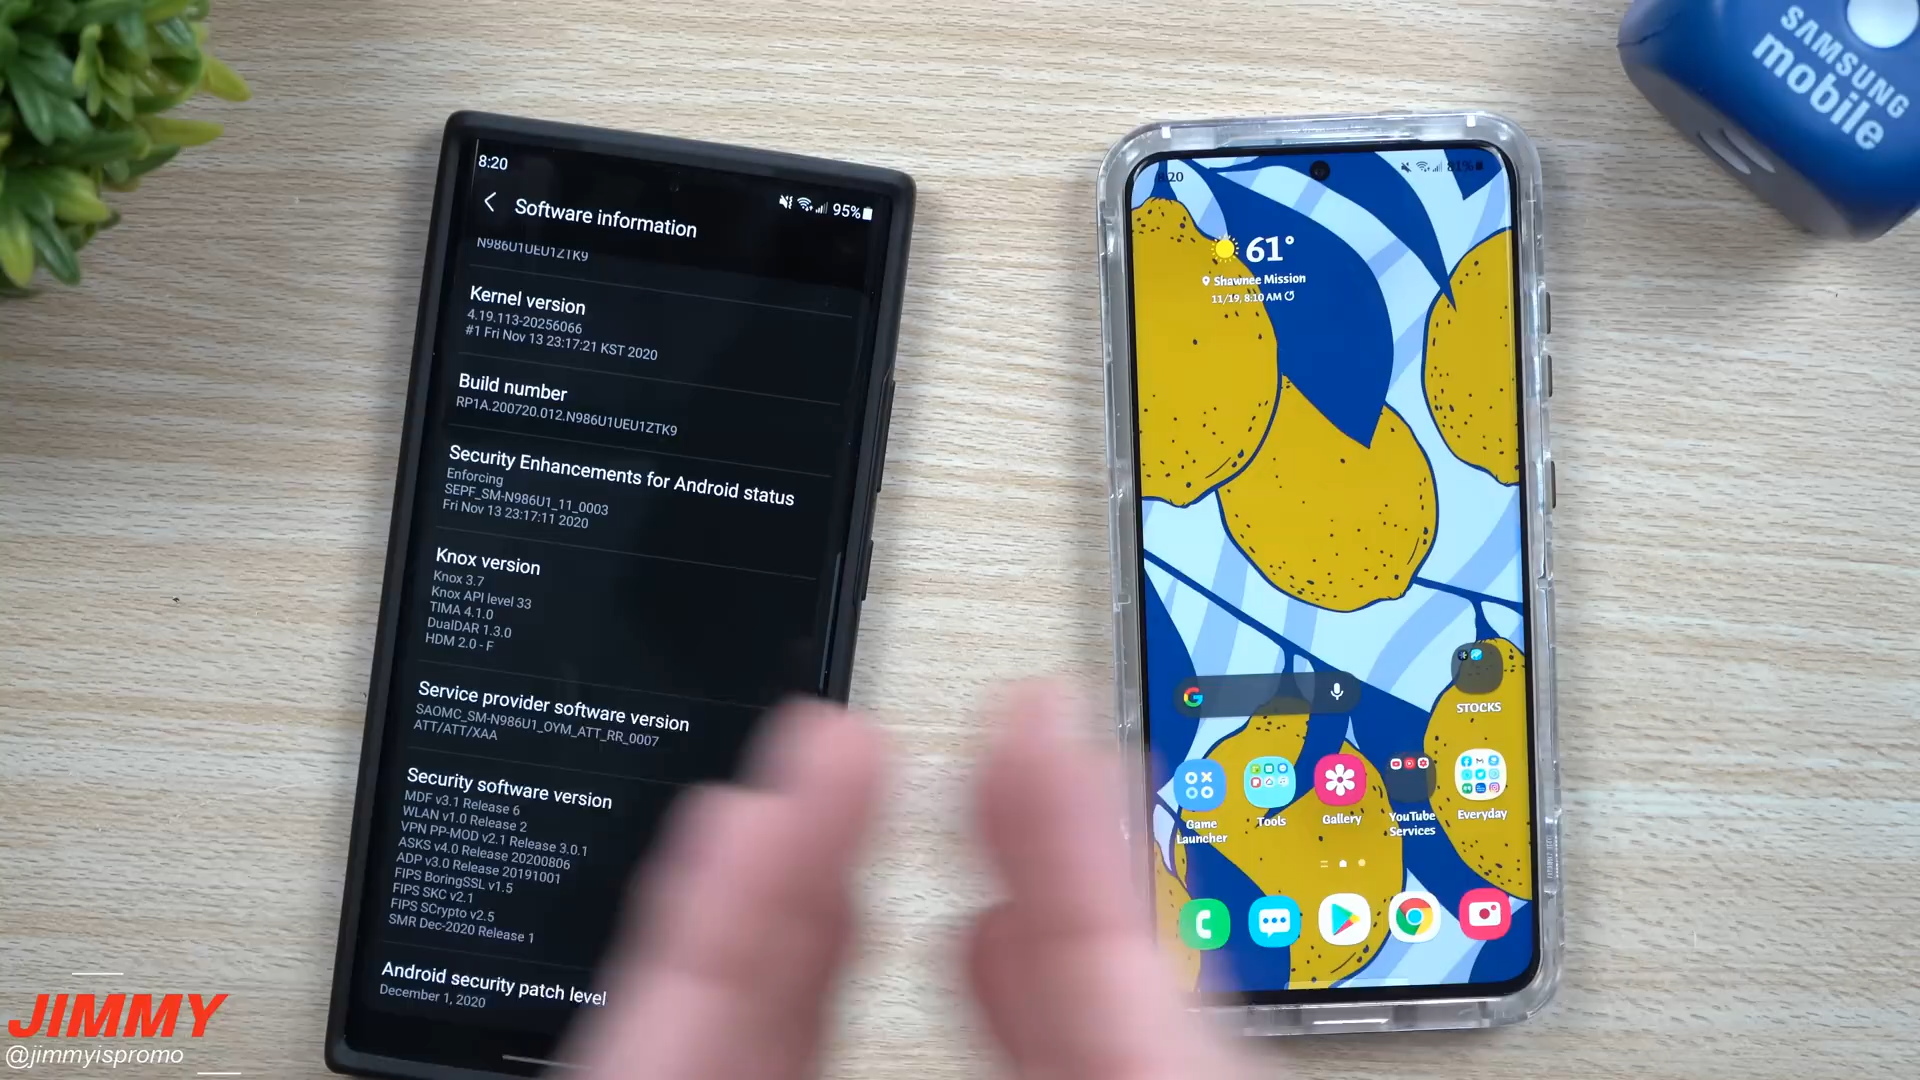 SAMSUNG
mobile
8:20
95%
Software information
N986U1UEU1ZTK9
Kernel version
4.19.113-20256066
#1 Fri Nov 13 23:17:21 KST 2020
Build number
RP1A.200720.012.N986U1UEU1ZTK9
Security Enhancements for Android status
Enforcing
SEPF_SM-N986U1_11_0003
Fri Nov 13 23:17:11 2020
Knox version
Knox 3.7
Knox API level 33
TIMA 4.1.0
DualDAR 1.3.0
HDM 2.0 - F
Service provider software version
SAOMC_SM-N986U1_OYM_ATT_RR_0007
ATT/ATT/XAA
Security software version
MDF v3.1 Release 6
WLAN v1.0 Release 2
VPN PP-MOD v2.1 Release 3.0.1
ASKS v4.0 Release 20200806
ADP v3.0 Release 20191001
FIPS BoringSSL v1.5
FIPS SKC v2.1
FIPS SCrypto v2.5
SMR Dec-2020 Release 1
Android security patch level
December 1, 2020
8:20
81%
61°
Shawnee Mission
11/19, 8:10 AM
STOCKS
Game
Launcher
Tools
Gallery
YouTube
Services
Everyday
JIMMY
@jimmyispromo